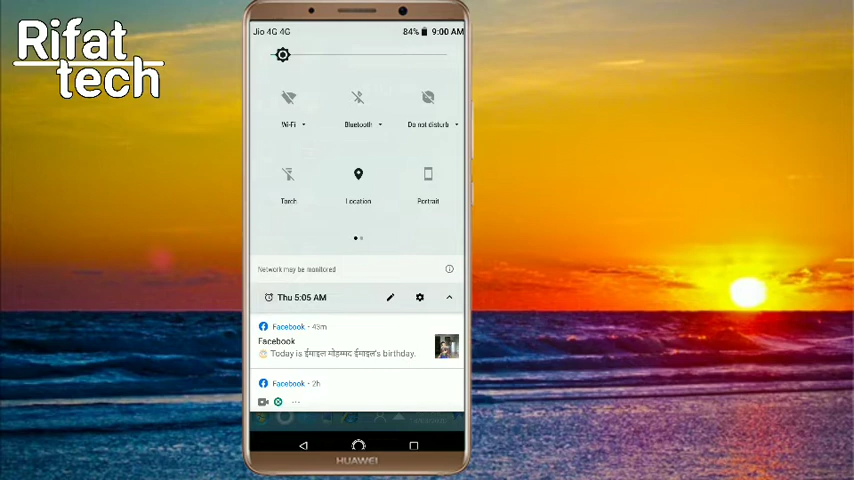 Rifat
tech
Jio 4G 4G
84% 9:00 AM
Wi-Fi
Bluetooth
Do not disturb
Torch
Location
Portrait
Network may be monitored
Thu 5:05 AM
Facebook · 43m
Facebook
Today is ईमाइल मोहम्मद ईमाइल's birthday.
Facebook · 2h
...
HUAWEI